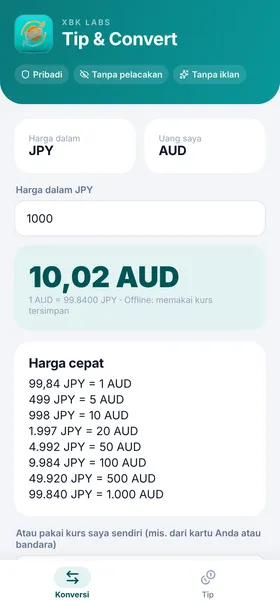 XBK LABS
Tip & Convert
Pribadi
Tanpa pelacakan
Tanpa iklan
Harga dalam
JPY
Uang saya
AUD
Harga dalam JPY
1000
10,02 AUD
1 AUD = 99.8400 JPY · Offline: memakai kurs
tersimpan
Harga cepat
99,84 JPY = 1 AUD
499 JPY = 5 AUD
998 JPY = 10 AUD
1.997 JPY = 20 AUD
4.992 JPY = 50 AUD
9.984 JPY = 100 AUD
49.920 JPY = 500 AUD
99.840 JPY = 1.000 AUD
Atau pakai kurs saya sendiri (mis. dari kartu Anda atau
bandara)
Konversi
Tip